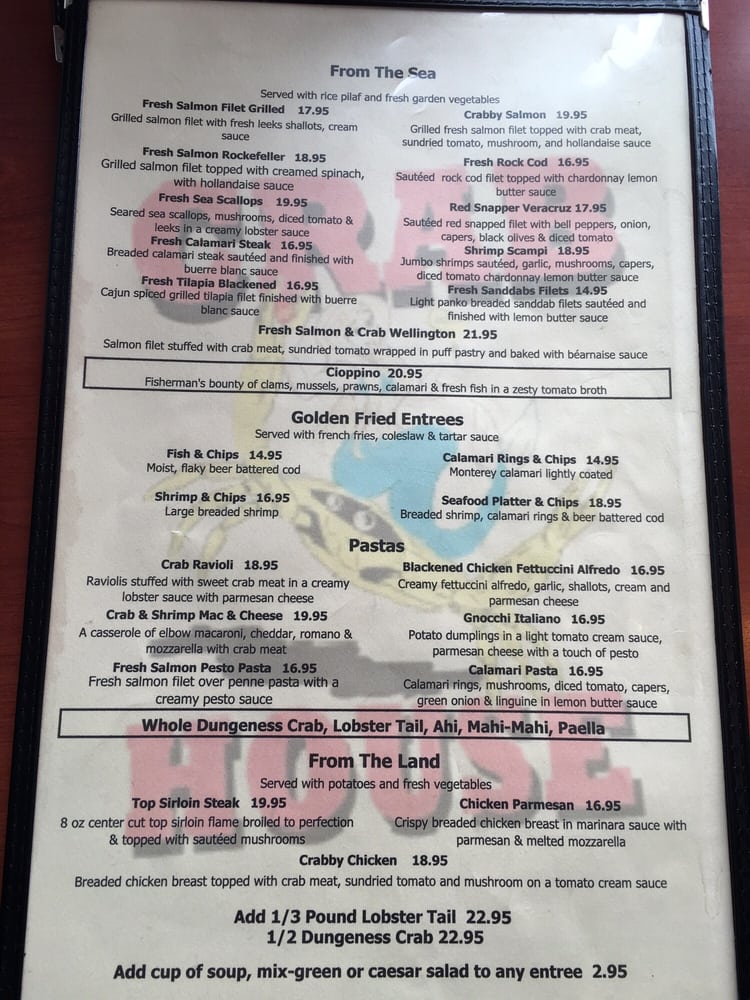 From The Sea
Served with rice pilaf and fresh garden vegetables
Fresh Salmon Filet Grilled 17.95
Grilled salmon filet with fresh leeks shallots, cream
sauce
Fresh Salmon Rockefeller 18.95
Grilled salmon filet topped with creamed spinach,
with hollandaise sauce
Fresh Sea Scallops 19.95
Seared sea scallops, mushrooms, diced tomato &
leeks in a creamy lobster sauce
Fresh Calamari Steak 16.95
Breaded calamari steak sautéed and finished with
buerre blanc sauce
Fresh Tilapia Blackened 16.95
Cajun spiced grilled tilapia filet finished with buerre
blanc sauce
Crabby Salmon 19.95
Grilled fresh salmon filet topped with crab meat,
sundried tomato, mushroom, and hollandaise sauce
Fresh Rock Cod 16.95
Sautéed rock cod filet topped with chardonnay lemon
butter sauce
Red Snapper Veracruz 17.95
Sautéed red snapped filet with bell peppers, onion,
capers, black olives & diced tomato
Shrimp Scampi 18.95
Jumbo shrimps sautéed, garlic, mushrooms, capers,
diced tomato chardonnay lemon butter sauce
Fresh Sanddabs Filets 14.95
Light panko breaded sanddab filets sautéed and
finished with lemon butter sauce
Fresh Salmon & Crab Wellington 21.95
Salmon filet stuffed with crab meat, sundried tomato wrapped in puff pastry and baked with béarnaise sauce
Cioppino 20.95
Fisherman's bounty of clams, mussels, prawns, calamari & fresh fish in a zesty tomato broth
Golden Fried Entrees
Served with french fries, coleslaw & tartar sauce
Fish & Chips 14.95
Moist, flaky beer battered cod
Shrimp & Chips 16.95
Large breaded shrimp
Calamari Rings & Chips 14.95
Monterey calamari lightly coated
Seafood Platter & Chips 18.95
Breaded shrimp, calamari rings & beer battered cod
Pastas
Crab Ravioli 18.95
Raviolis stuffed with sweet crab meat in a creamy
lobster sauce with parmesan cheese
Crab & Shrimp Mac & Cheese 19.95
A casserole of elbow macaroni, cheddar, romano &
mozzarella with crab meat
Fresh Salmon Pesto Pasta 16.95
Fresh salmon filet over penne pasta with a
creamy pesto sauce
Blackened Chicken Fettuccini Alfredo 16.95
Creamy fettuccini alfredo, garlic, shallots, cream and
parmesan cheese
Gnocchi Italiano 16.95
Potato dumplings in a light tomato cream sauce,
parmesan cheese with a touch of pesto
Calamari Pasta 16.95
Calamari rings, mushrooms, diced tomato, capers,
green onion & linguine in lemon butter sauce
Whole Dungeness Crab, Lobster Tail, Ahi, Mahi-Mahi, Paella
From The Land
Served with potatoes and fresh vegetables
Top Sirloin Steak 19.95
8 oz center cut top sirloin flame broiled to perfection
& topped with sautéed mushrooms
Chicken Parmesan 16.95
Crispy breaded chicken breast in marinara sauce with
parmesan & melted mozzarella
Crabby Chicken 18.95
Breaded chicken breast topped with crab meat, sundried tomato and mushroom on a tomato cream sauce
Add 1/3 Pound Lobster Tail 22.95
1/2 Dungeness Crab 22.95
Add cup of soup, mix-green or caesar salad to any entree 2.95
CRAB
HOUSE